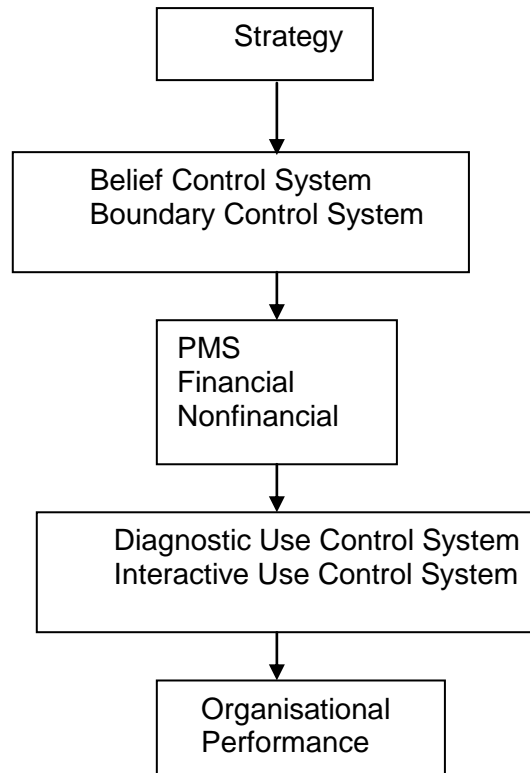 Strategy
Belief Control System
Boundary Control System
PMS
Financial
Nonfinancial
Diagnostic Use Control System
Interactive Use Control System
Organisational
Performance